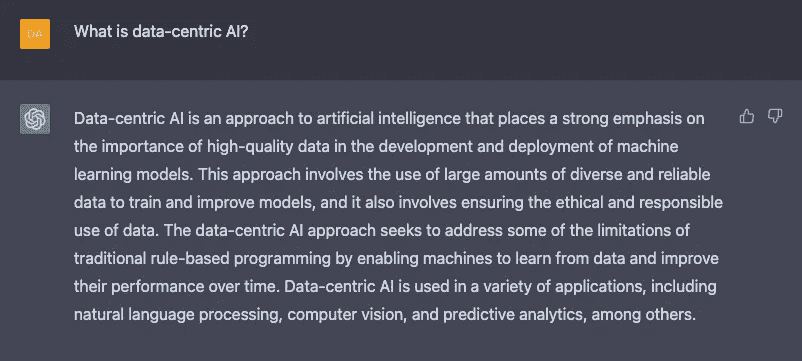 DA
What is data-centric AI?
Data-centric AI is an approach to artificial intelligence that places a strong emphasis on
the importance of high-quality data in the development and deployment of machine
learning models. This approach involves the use of large amounts of diverse and reliable
data to train and improve models, and it also involves ensuring the ethical and responsible
use of data. The data-centric AI approach seeks to address some of the limitations of
traditional rule-based programming by enabling machines to learn from data and improve
their performance over time. Data-centric AI is used in a variety of applications, including
natural language processing, computer vision, and predictive analytics, among others.